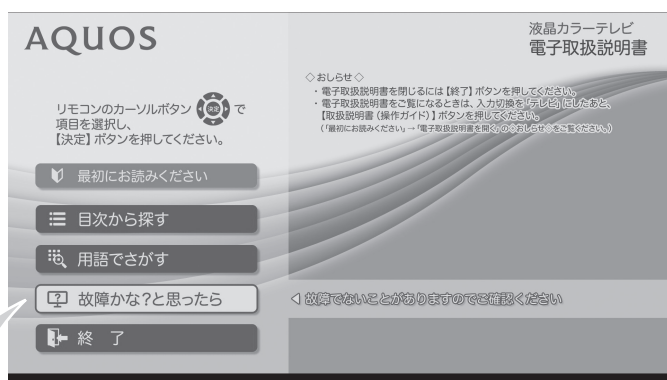 AQUOS
液晶カラーテレビ
電子取扱説明書
リモコンのカーソルボタン 決定 で
項目を選択し、
【決定】ボタンを押してください。
◇おしらせ◇
・電子取扱説明書を閉じるには【終了】ボタンを押してください。
・電子取扱説明書をご覧になるときは、入力切換を「テレビ」にしたあと、
【取扱説明書(操作ガイド)】ボタンを押してください。
(「最初にお読みください」→「電子取扱説明書を開く」の◇おしらせ◇をご覧ください。)
最初にお読みください
目次から探す
用語でさがす
故障かな?と思ったら
故障でないことがありますのでご確認ください
終 了